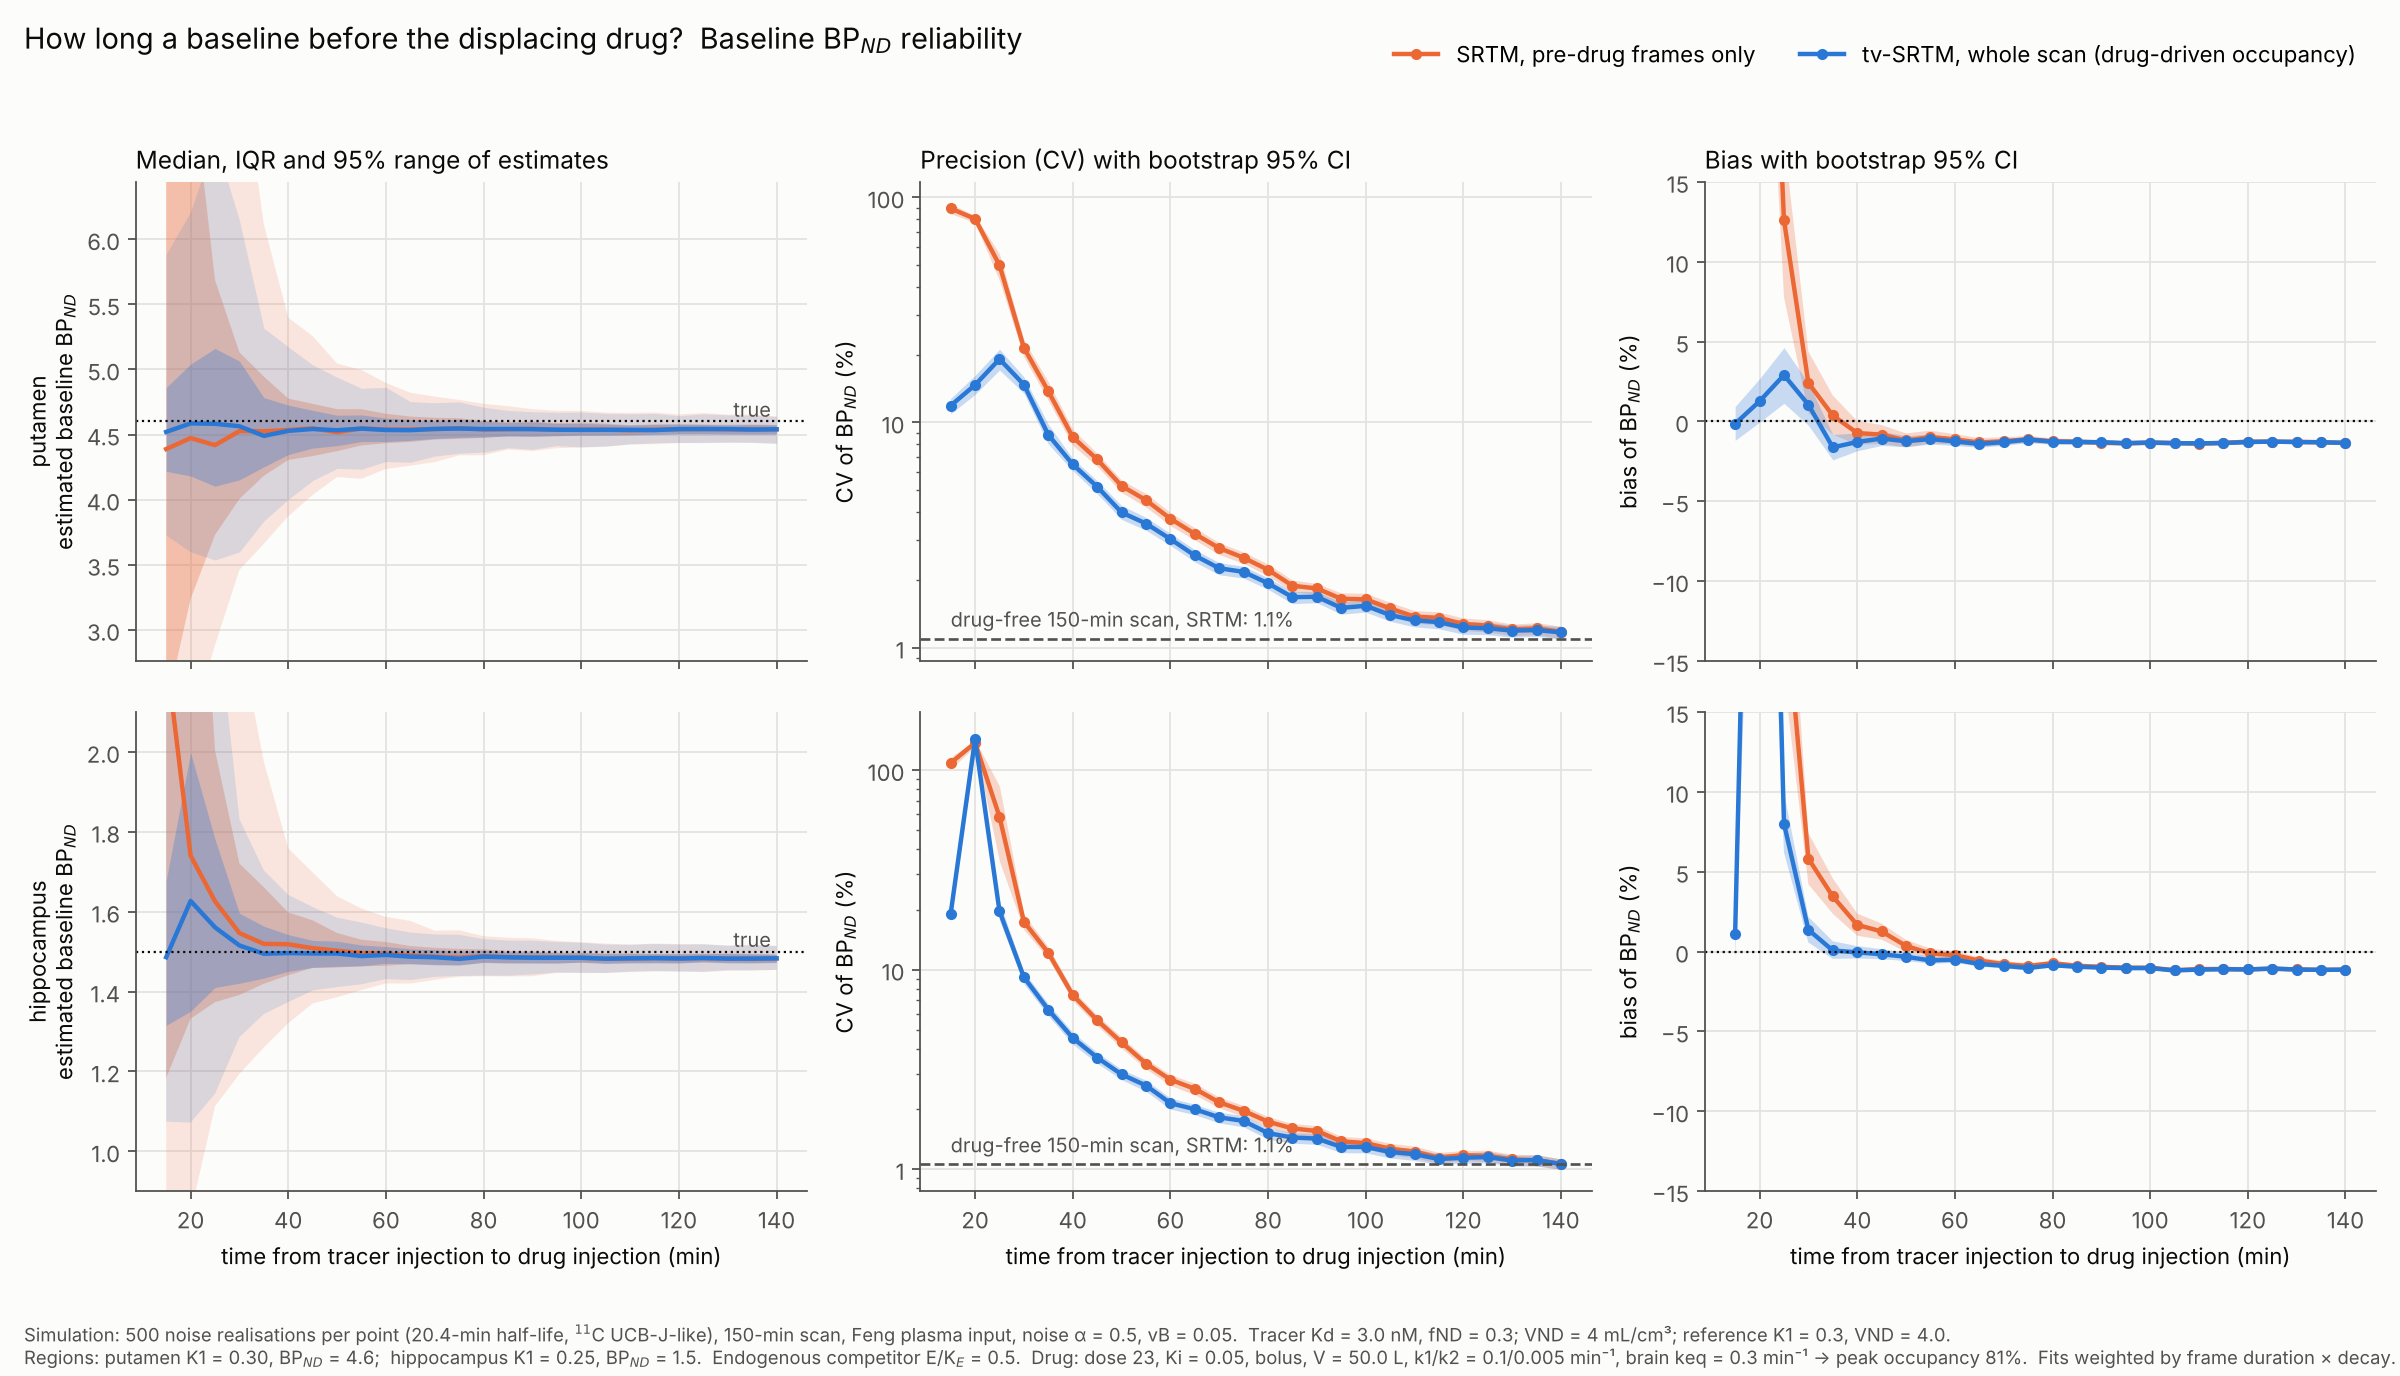 How long a baseline before the displacing drug?  Baseline BP_ND reliability
SRTM, pre-drug frames only
tv-SRTM, whole scan (drug-driven occupancy)
Median, IQR and 95% range of estimates
Precision (CV) with bootstrap 95% CI
Bias with bootstrap 95% CI
putamen
estimated baseline BP_ND
6.0
5.5
5.0
4.5
4.0
3.5
3.0
true
CV of BP_ND (%)
100
10
1
drug-free 150-min scan, SRTM: 1.1%
bias of BP_ND (%)
15
10
5
0
−5
−10
−15
hippocampus
estimated baseline BP_ND
2.0
1.8
1.6
1.4
1.2
1.0
true
20 40 60 80 100 120 140
time from tracer injection to drug injection (min)
CV of BP_ND (%)
100
10
1
drug-free 150-min scan, SRTM: 1.1%
20 40 60 80 100 120 140
time from tracer injection to drug injection (min)
bias of BP_ND (%)
15
10
5
0
−5
−10
−15
20 40 60 80 100 120 140
time from tracer injection to drug injection (min)
Simulation: 500 noise realisations per point (20.4-min half-life, ¹¹C UCB-J-like), 150-min scan, Feng plasma input, noise α = 0.5, vB = 0.05.  Tracer Kd = 3.0 nM, fND = 0.3; VND = 4 mL/cm³; reference K1 = 0.3, VND = 4.0.
Regions: putamen K1 = 0.30, BP_ND = 4.6;  hippocampus K1 = 0.25, BP_ND = 1.5.  Endogenous competitor E/K_E = 0.5.  Drug: dose 23, Ki = 0.05, bolus, V = 50.0 L, k1/k2 = 0.1/0.005 min⁻¹, brain keq = 0.3 min⁻¹ → peak occupancy 81%.  Fits weighted by frame duration × decay.